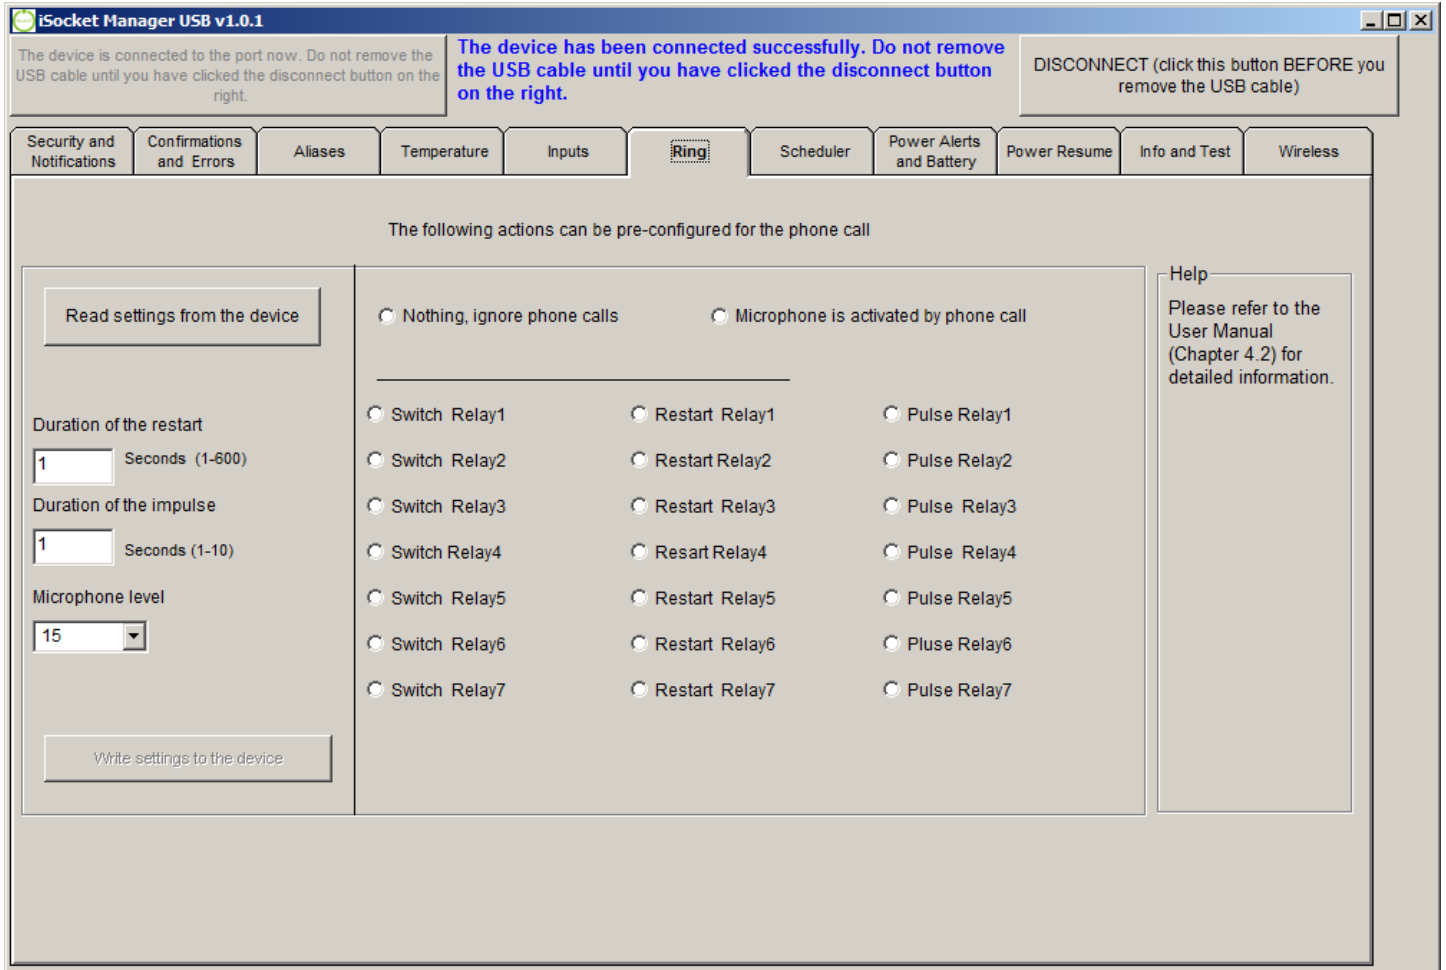 iSocket Manager USB v1.0.1
The device is connected to the port now. Do not remove the
USB cable until you have clicked the disconnect button on the
right.
The device has been connected successfully. Do not remove
the USB cable until you have clicked the disconnect button
on the right.
DISCONNECT (click this button BEFORE you
remove the USB cable)
Security and
Notifications
Confirmations
and Errors
Aliases
Temperature
Inputs
Ring
Scheduler
Power Alerts
and Battery
Power Resume
Info and Test
Wireless
The following actions can be pre-configured for the phone call
Read settings from the device
Duration of the restart
1
Seconds (1-600)
Duration of the impulse
1
Seconds (1-10)
Microphone level
15
Write settings to the device
Nothing, ignore phone calls
Microphone is activated by phone call
Switch Relay1
Restart Relay1
Pulse Relay1
Switch Relay2
Restart Relay2
Pulse Relay2
Switch Relay3
Restart Relay3
Pulse Relay3
Switch Relay4
Resart Relay4
Pulse Relay4
Switch Relay5
Restart Relay5
Pulse Relay5
Switch Relay6
Restart Relay6
Pluse Relay6
Switch Relay7
Restart Relay7
Pulse Relay7
Help
Please refer to the
User Manual
(Chapter 4.2) for
detailed information.